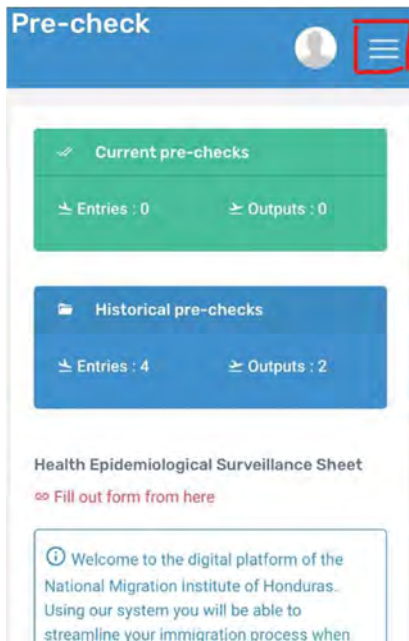 Pre-check
Current pre-checks
Entries : 0 Outputs : 0
Historical pre-checks
Entries : 4 Outputs : 2
Health Epidemiological Surveillance Sheet
Fill out form from here
Welcome to the digital platform of the
National Migration Institute of Honduras.
Using our system you will be able to
streamline your immigration process when